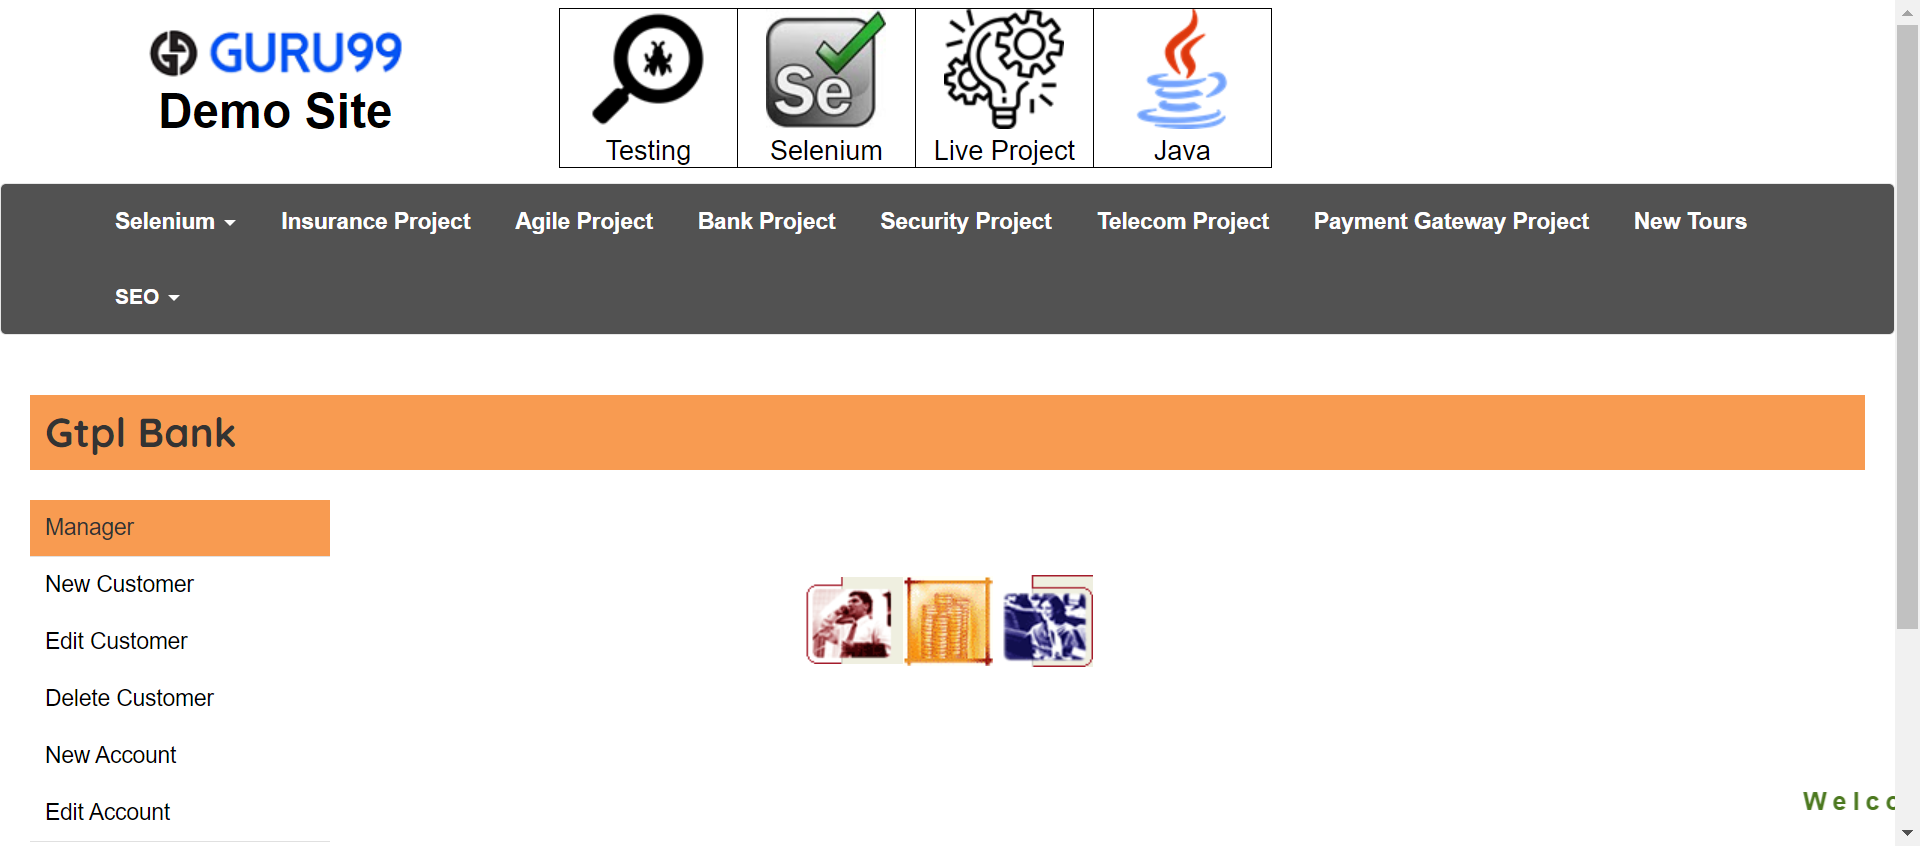 GURU99
Demo Site
Testing
Selenium
Live Project
Java
Selenium
Insurance Project
Agile Project
Bank Project
Security Project
Telecom Project
Payment Gateway Project
New Tours
SEO
Gtpl Bank
Manager
New Customer
Edit Customer
Delete Customer
New Account
Edit Account
Se
Welc